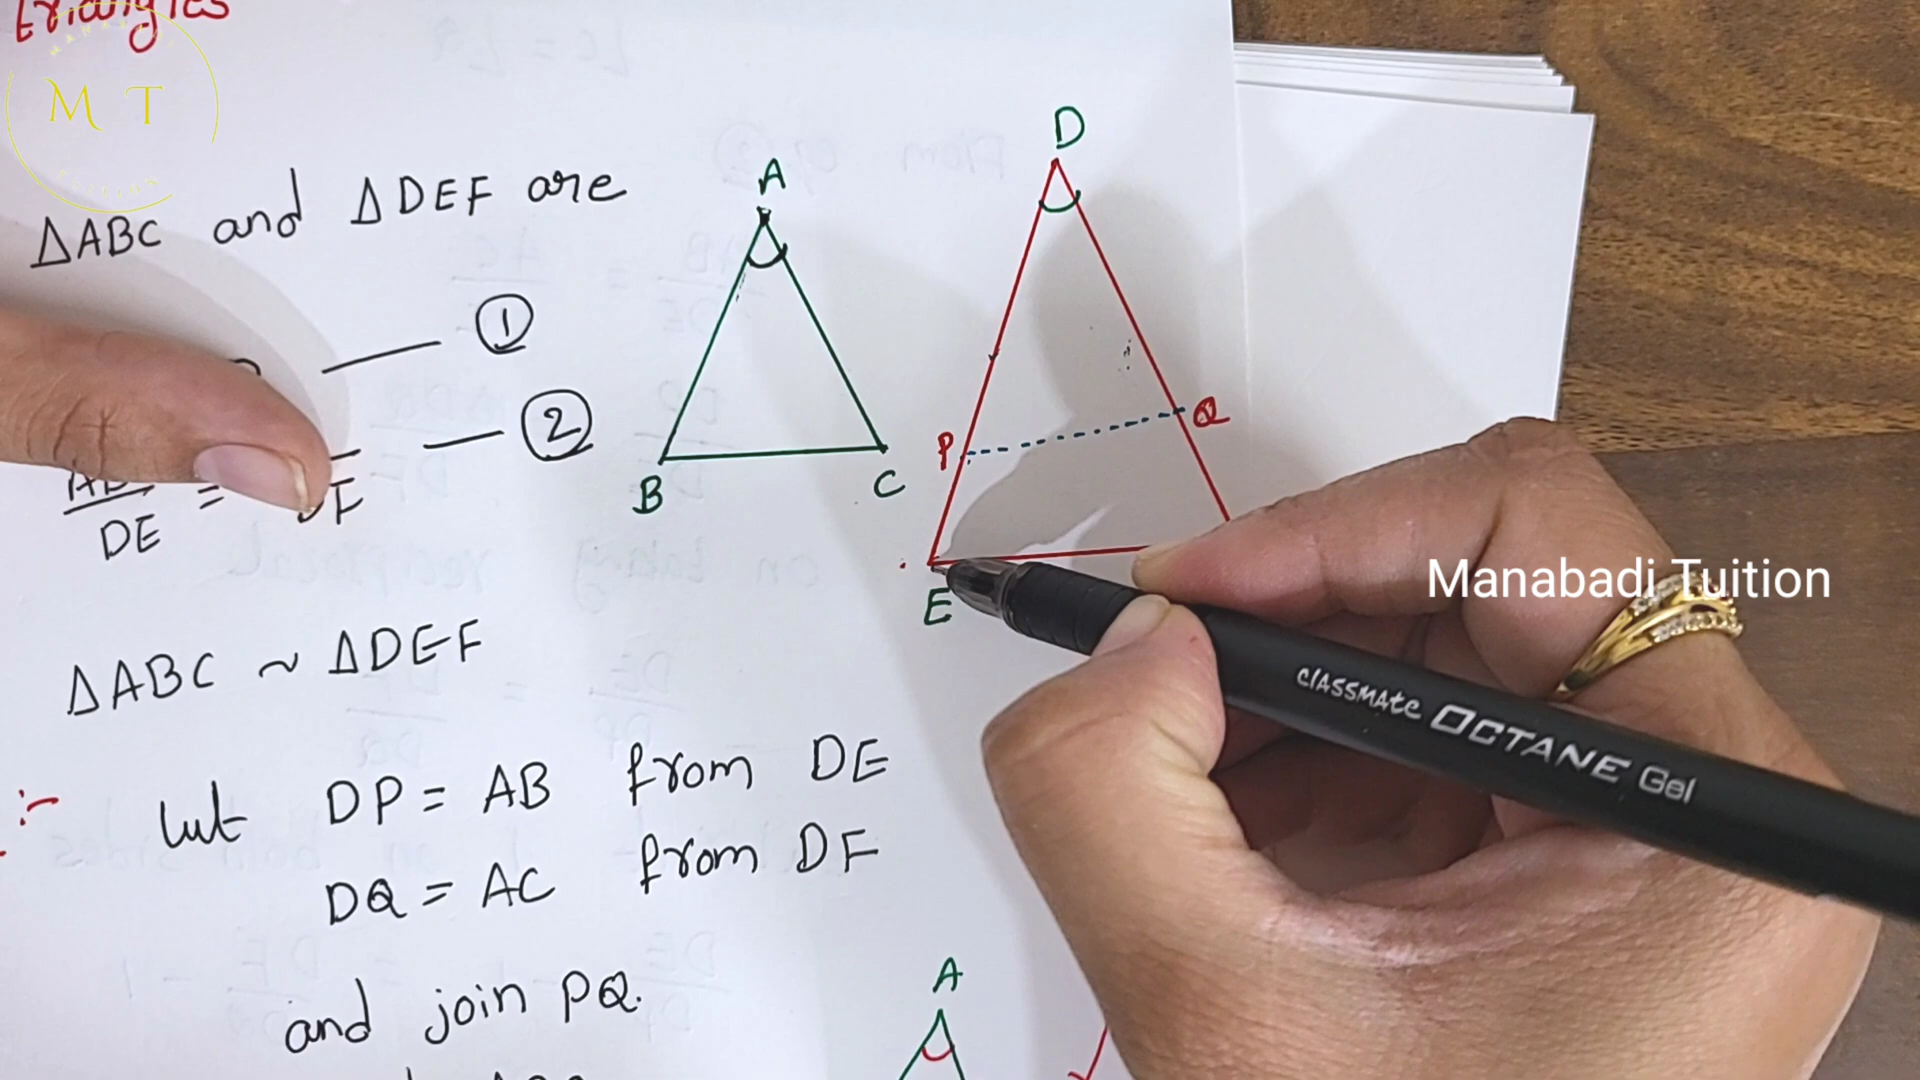 triangles
M T
ΔABC and ΔDEF are
①
②
DE =
ΔABC ~ ΔDEF
:- let DP = AB from DE
DQ = AC from DF
and join PQ.
A
B
C
D
P
Q
E
A
Manabadi Tuition
classmate OCTANE Gel